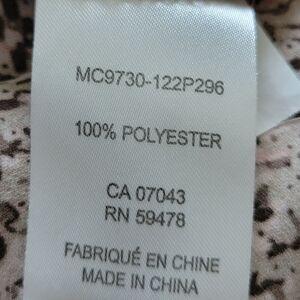 MC9730-122P296
100% POLYESTER
CA 07043
RN 59478
FABRIQUÉ EN CHINE
MADE IN CHINA